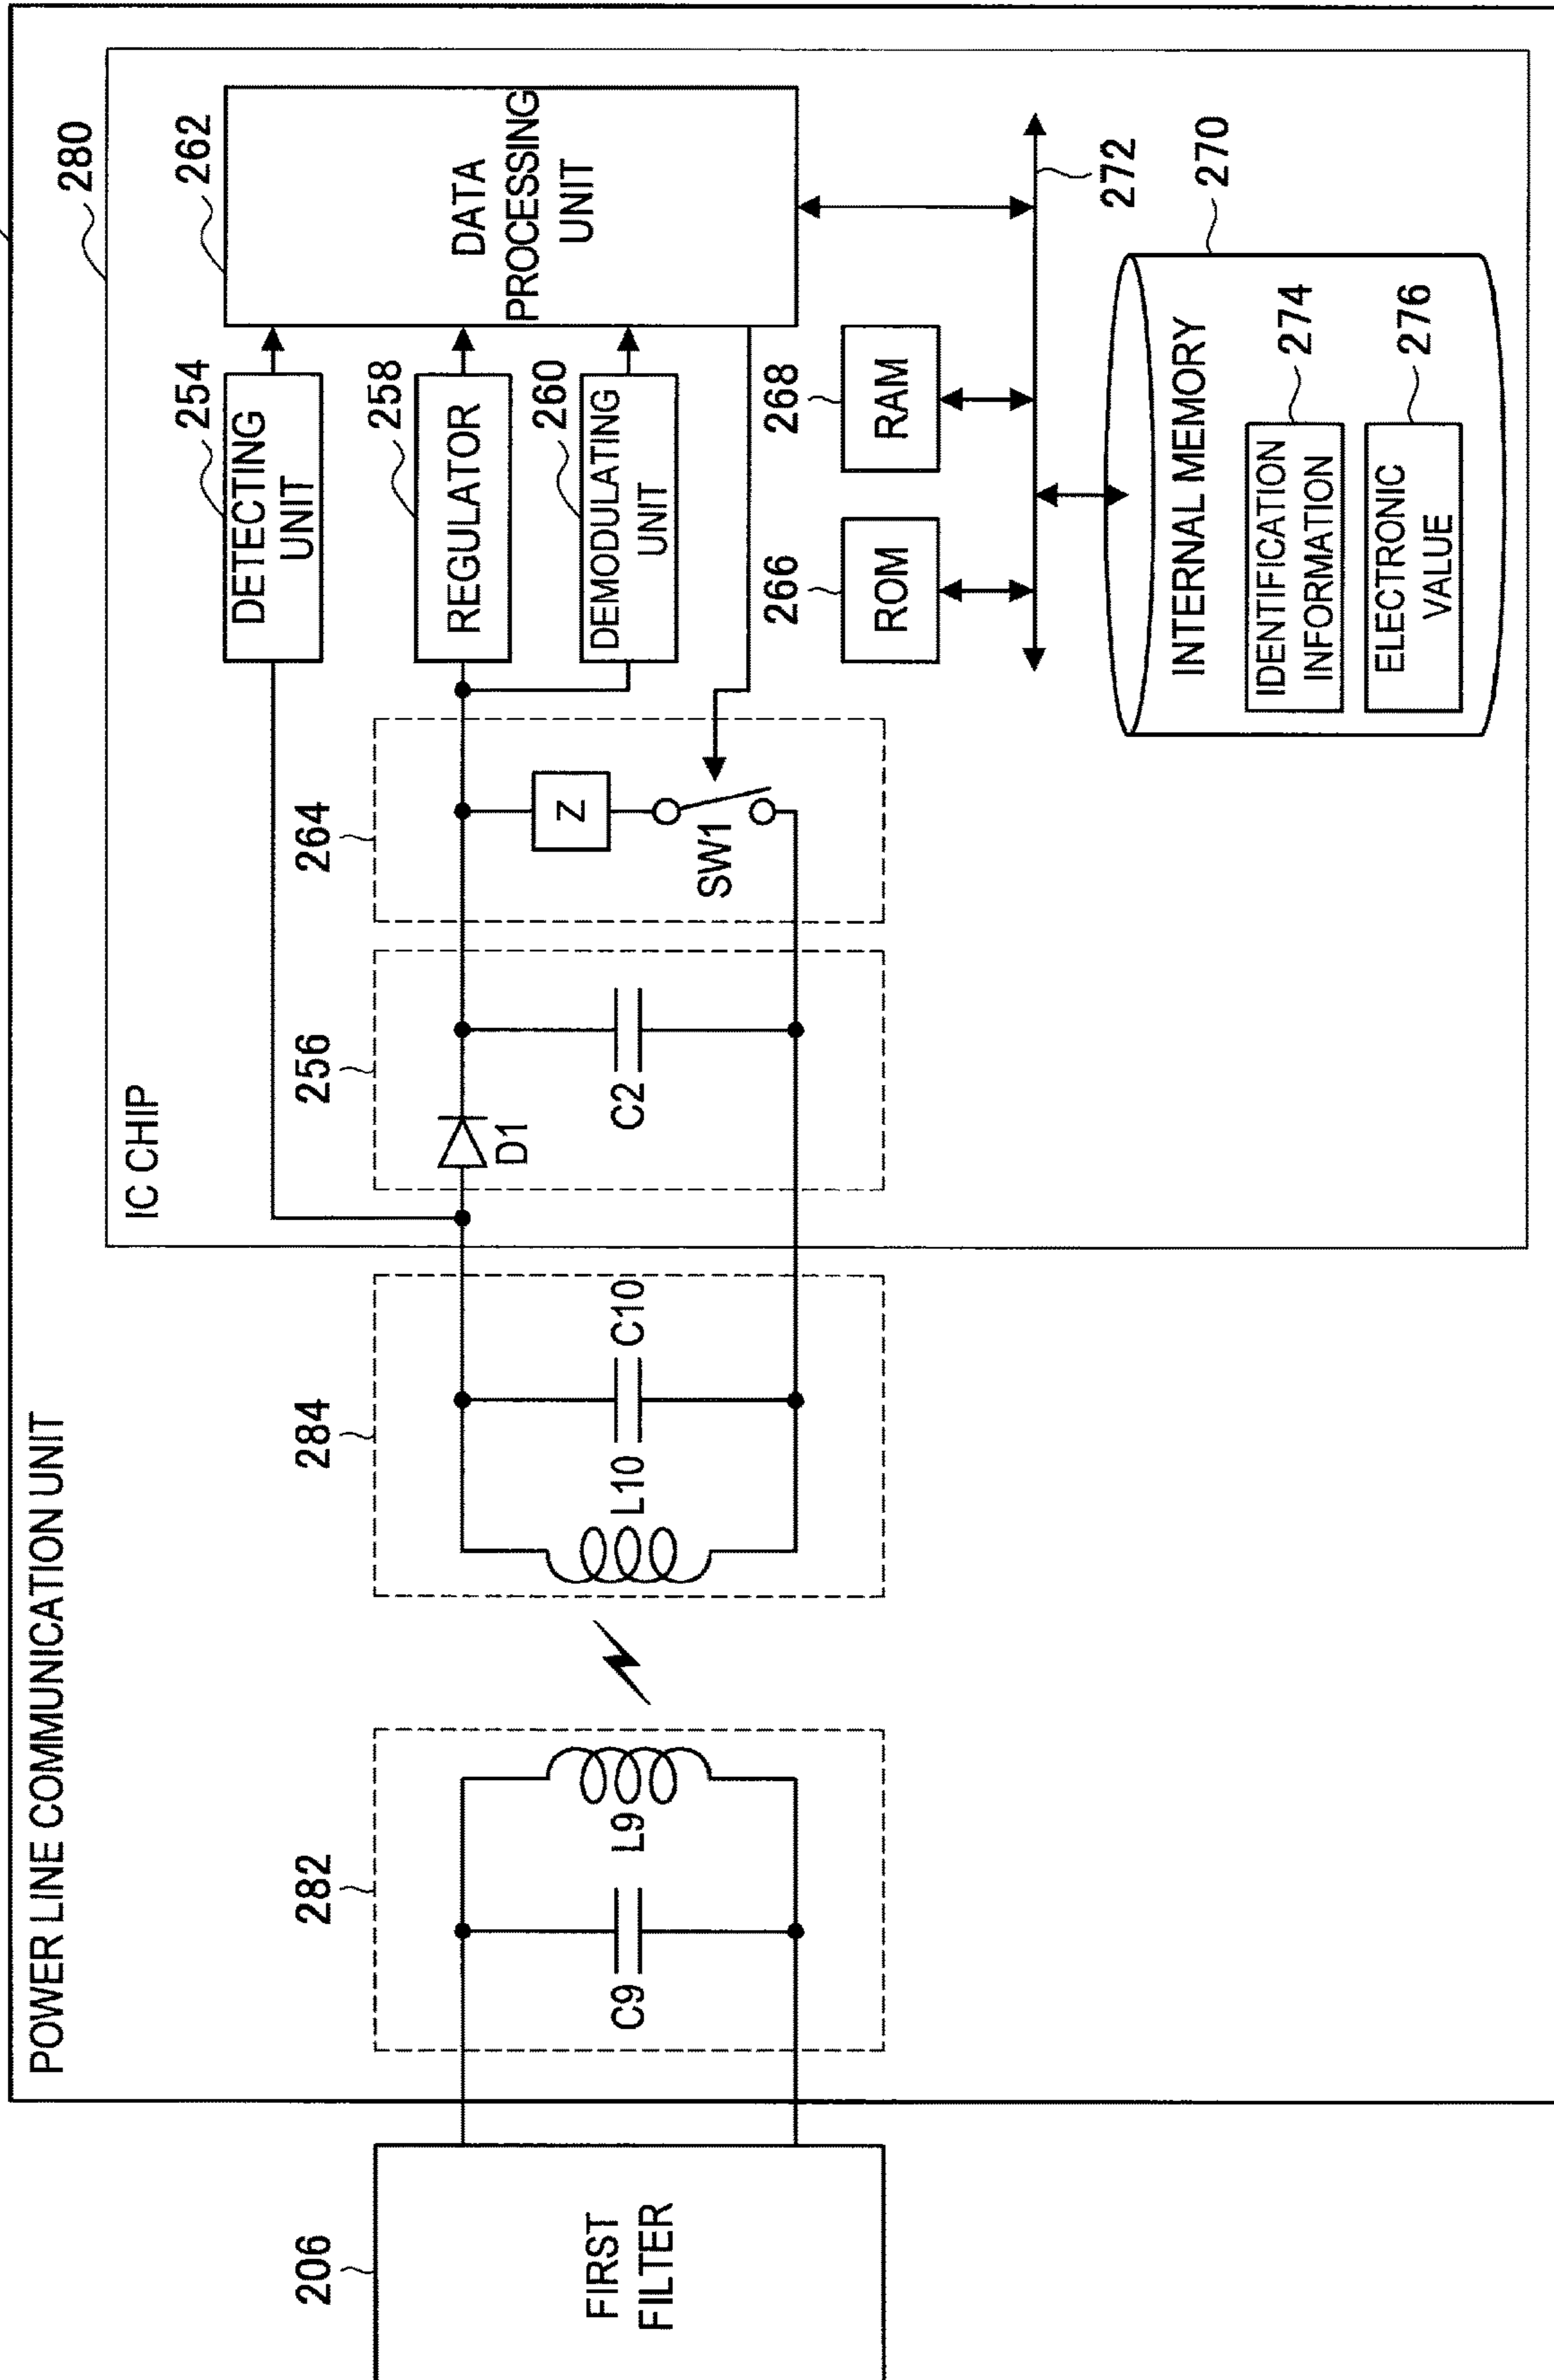 POWER LINE COMMUNICATION UNIT
280
IC CHIP
206
FIRST
FILTER
282
C9
L9
284
L10
C10
256
D1
C2
264
Z
SW1
254
DETECTING
UNIT
258
REGULATOR
260
DEMODULATING
UNIT
262
DATA
PROCESSING
UNIT
266
ROM
268
RAM
272
270
INTERNAL MEMORY
IDENTIFICATION
INFORMATION
274
ELECTRONIC
VALUE
276